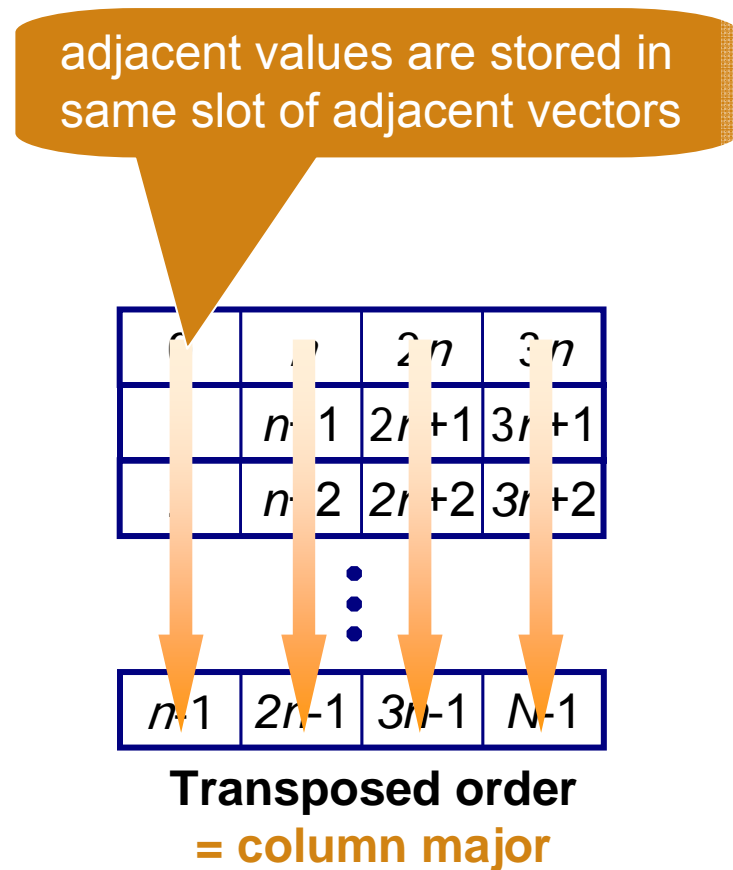 adjacent values are stored in
same slot of adjacent vectors
n 2n 3n
n+1 2n+1 3n+1
n+2 2n+2 3n+2
n-1 2n-1 3n-1 N-1
Transposed order
= column major